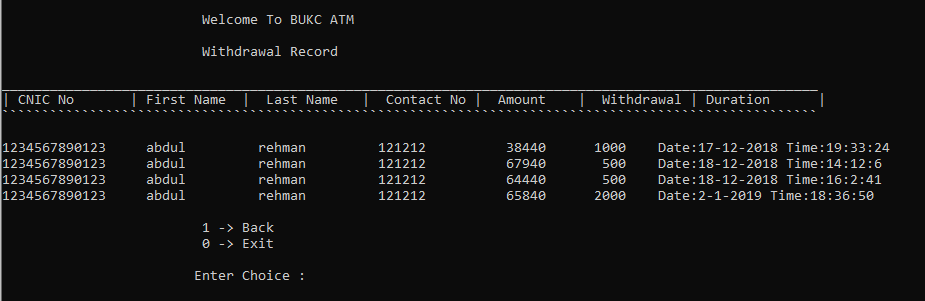 Welcome To BUKC ATM
Withdrawal Record
| CNIC No | First Name | Last Name | Contact No | Amount | Withdrawal | Duration |
1234567890123 abdul rehman 121212 38440 1000 Date:17-12-2018 Time:19:33:24
1234567890123 abdul rehman 121212 67940 500 Date:18-12-2018 Time:14:12:6
1234567890123 abdul rehman 121212 64440 500 Date:18-12-2018 Time:16:2:41
1234567890123 abdul rehman 121212 65840 2000 Date:2-1-2019 Time:18:36:50
1 -> Back
0 -> Exit
Enter Choice :